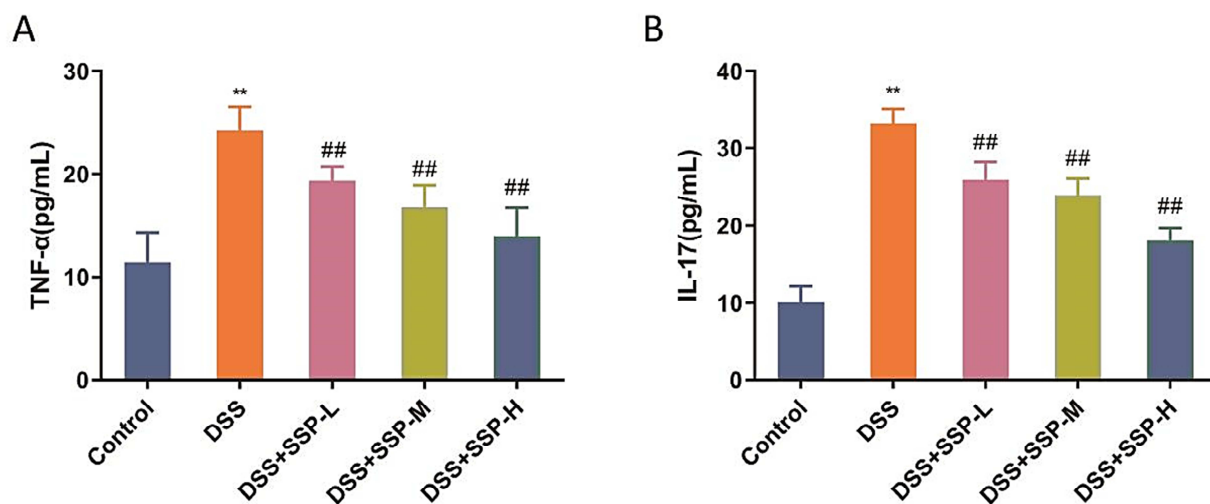 A
TNF-α(pg/mL)
30
20
10
0
**
##
##
##
Control
DSS
DSS+SSP-L
DSS+SSP-M
DSS+SSP-H
B
IL-17(pg/mL)
40
30
20
10
0
**
##
##
##
Control
DSS
DSS+SSP-L
DSS+SSP-M
DSS+SSP-H